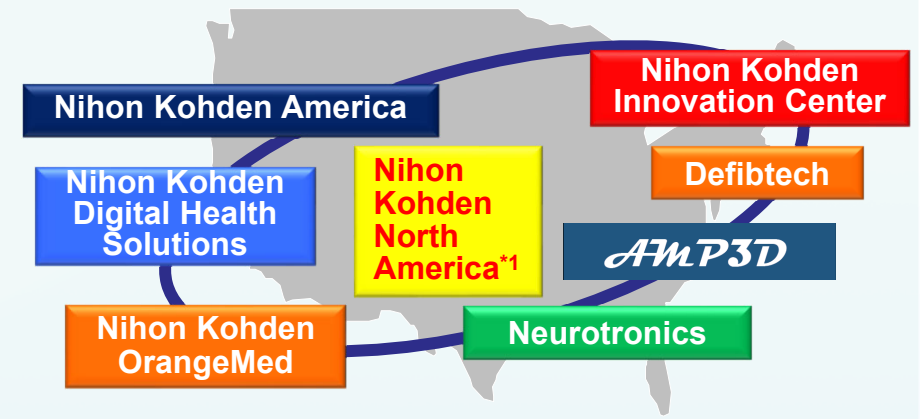 Nihon Kohden
Innovation Center
Nihon Kohden America
Nihon Kohden
Digital Health
Solutions
Nihon
Kohden
North
America*1
Defibtech
AMP3D
Nihon Kohden
OrangeMed
Neurotronics